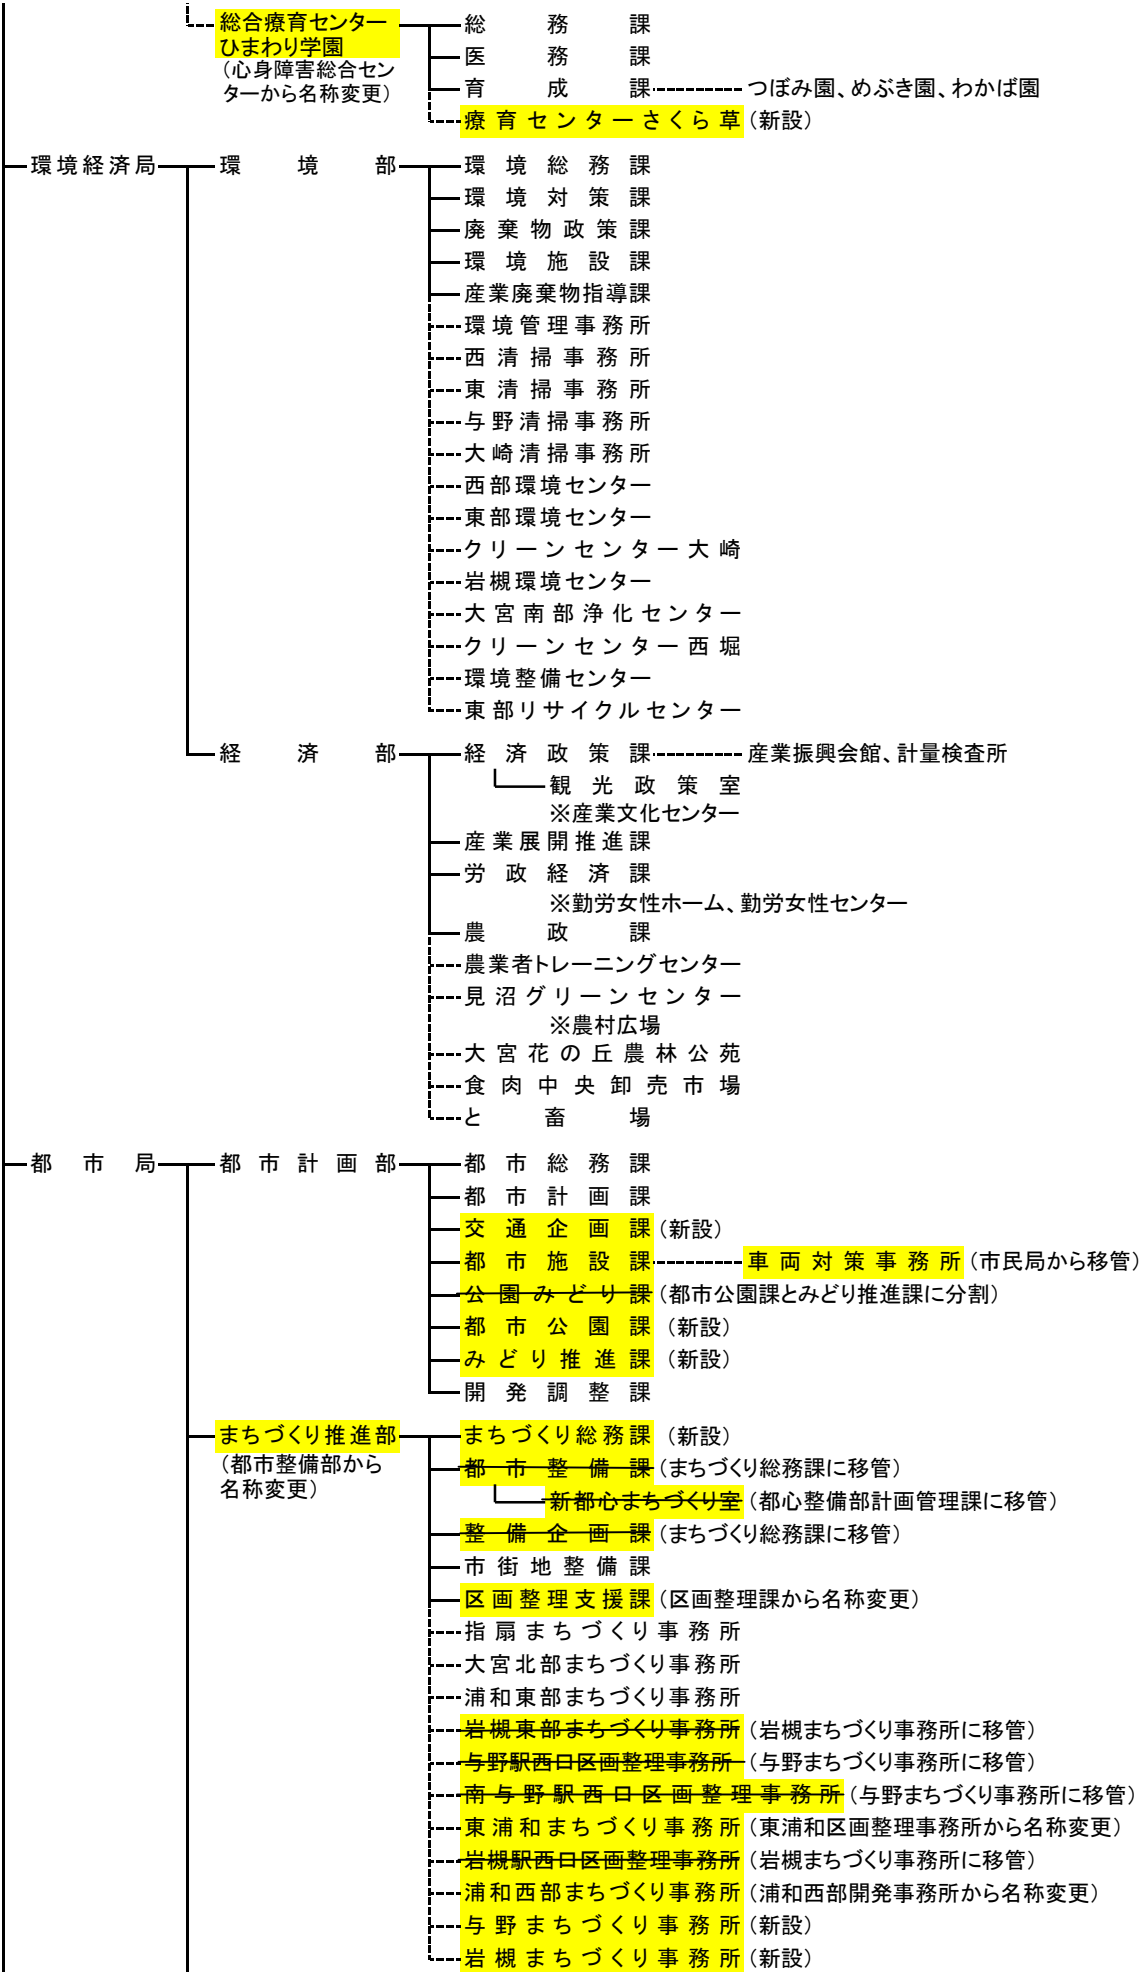 総合療育センター 総務課
ひまわり学園
(心身障害総合セン 医務課
ターから名称変更) 育成課 つぼみ園、めぶき園、わかば園
療育センターさくら草 (新設)
環境経済局 環境部 環境総務課
環境対策課
廃棄物政策課
環境施設課
産業廃棄物指導課
環境管理事務所
西清掃事務所
東清掃事務所
与野清掃事務所
大崎清掃事務所
西部環境センター
東部環境センター
クリーンセンター大崎
岩槻環境センター
大宮南部浄化センター
クリーンセンター西堀
環境整備センター
東部リサイクルセンター
経済部 経済政策課 産業振興会館、計量検査所
観光政策室
※産業文化センター
産業展開推進課
労政経済課
※勤労女性ホーム、勤労女性センター
農政課
農業者トレーニングセンター
見沼グリーンセンター
※農村広場
大宮花の丘農林公苑
食肉中央卸売市場
と畜場
都市局 都市計画部 都市総務課
都市計画課
交通企画課 (新設)
都市施設課 車両対策事務所 (市民局から移管)
公園みどり課 (都市公園課とみどり推進課に分割)
都市公園課 (新設)
みどり推進課 (新設)
開発調整課
まちづくり推進部 まちづくり総務課 (新設)
(都市整備部から 都市整備課 (まちづくり総務課に移管)
名称変更) 新都心まちづくり室 (都心整備部計画管理課に移管)
整備企画課 (まちづくり総務課に移管)
市街地整備課
区画整理支援課 (区画整理課から名称変更)
指扇まちづくり事務所
大宮北部まちづくり事務所
浦和東部まちづくり事務所
岩槻東部まちづくり事務所 (岩槻まちづくり事務所に移管)
与野駅西口区画整理事務所 (与野まちづくり事務所に移管)
南与野駅西口区画整理事務所 (与野まちづくり事務所に移管)
東浦和まちづくり事務所 (東浦和区画整理事務所から名称変更)
岩槻駅西口区画整理事務所 (岩槻まちづくり事務所に移管)
浦和西部まちづくり事務所 (浦和西部開発事務所から名称変更)
与野まちづくり事務所 (新設)
岩槻まちづくり事務所 (新設)